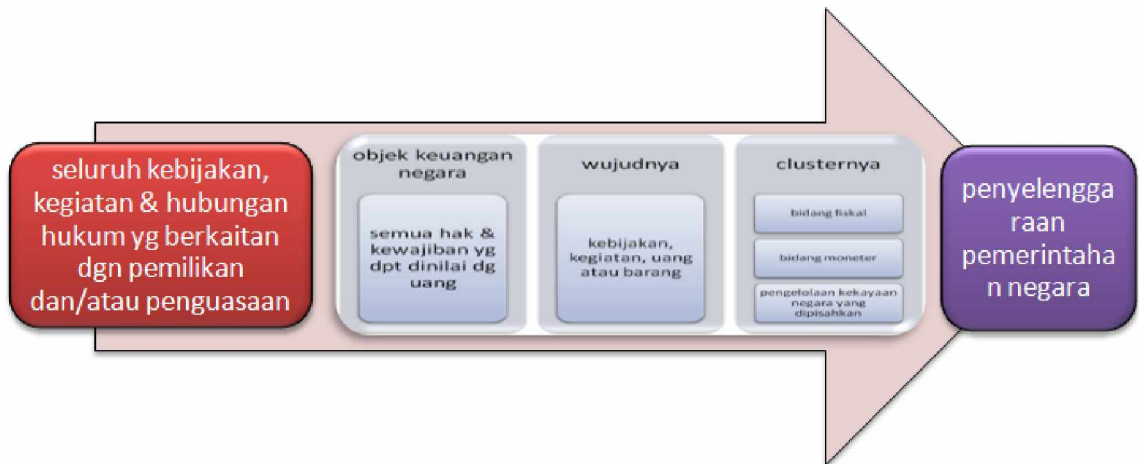 seluruh kebijakan,
kegiatan & hubungan
hukum yg berkaitan
dgn pemilikan
dan/atau penguasaan
objek keuangan
negara
semua hak &
kewajiban yg
dpt dinilai dg
uang
wujudnya
kebijakan,
kegiatan, uang
atau barang
clusternya
bidang fiskal
bidang moneter
pengelolaan kekayaan
negara yang
dipisahkan
penyelengga
raan
pemerintaha
n negara